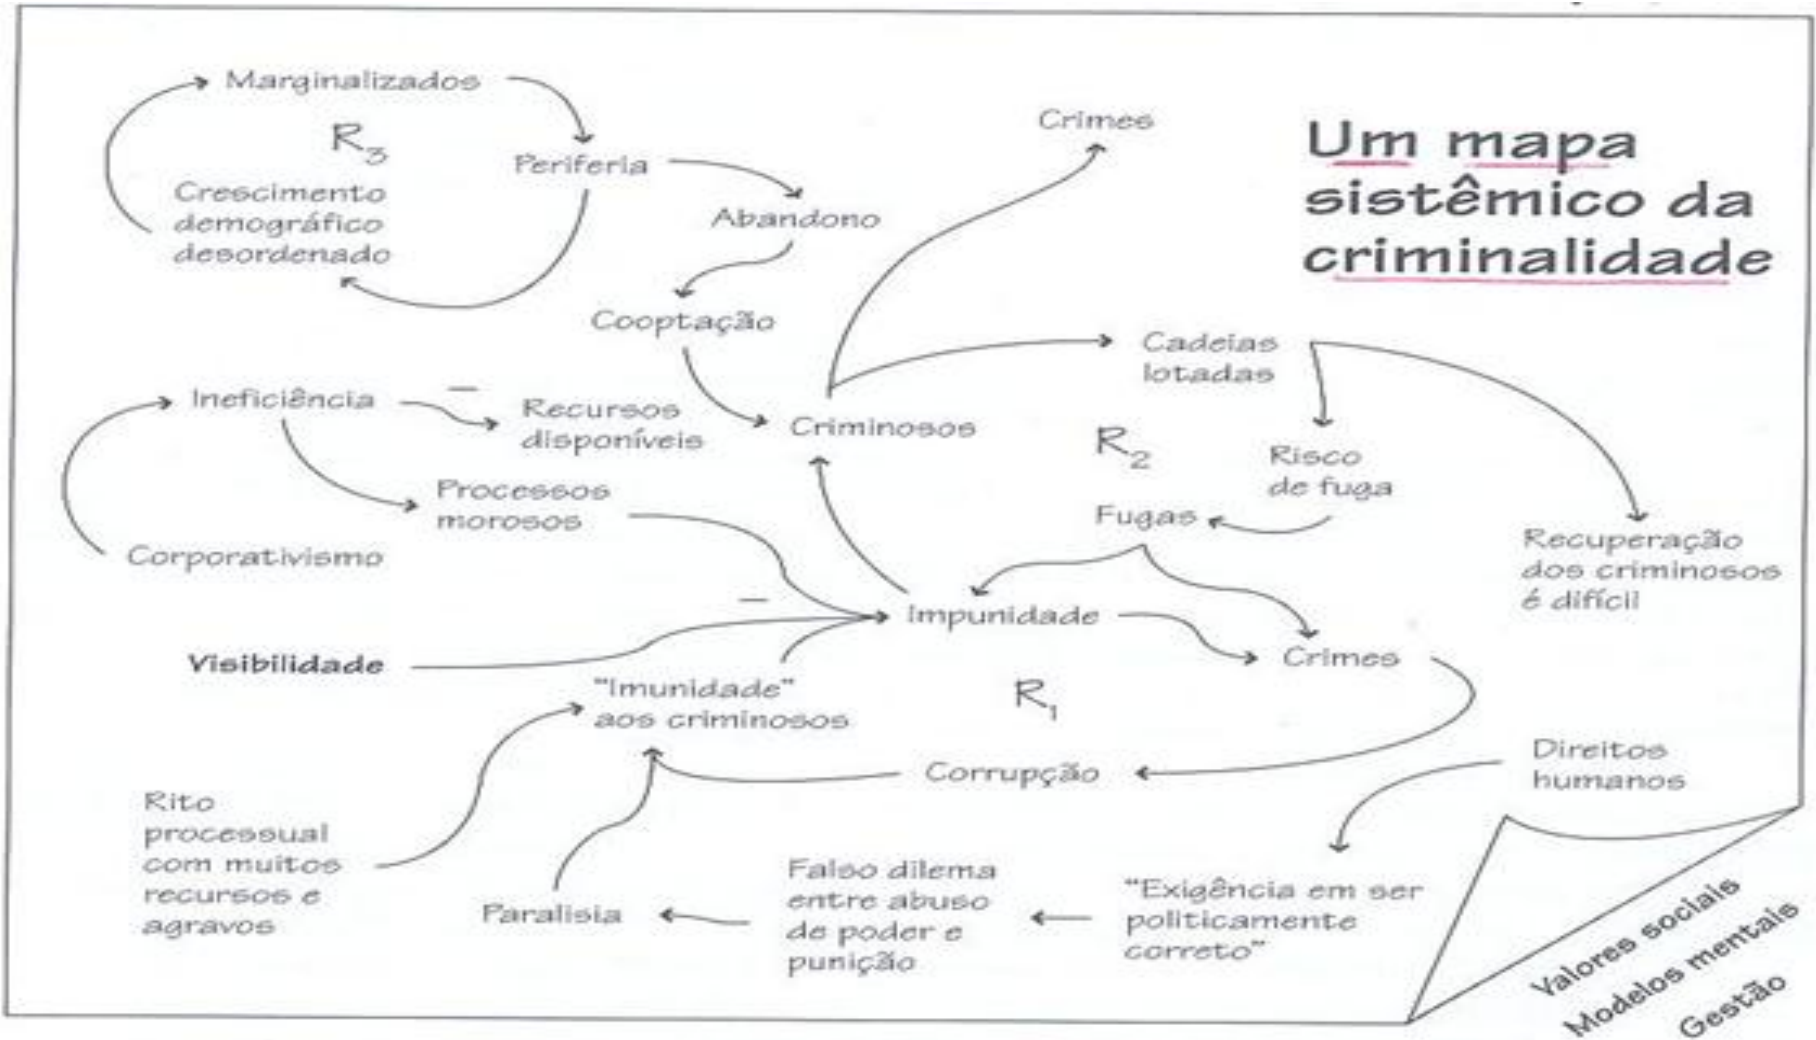 Um mapa
sistêmico da
criminalidade
Marginalizados
R3
Periferia
Crescimento
demográfico
desordenado
Abandono
Cooptação
Crimes
Cadeias
lotadas
Ineficiência
–
Recursos
disponíveis
Criminosos
R2
Risco
de fuga
Processos
morosos
Fugas
Recuperação
dos criminosos
é difícil
Corporativismo
–
Impunidade
Visibilidade
Crimes
"Imunidade"
aos criminosos
R1
Corrupção
Direitos
humanos
Rito
processual
com muitos
recursos e
agravos
Paralisia
Falso dilema
entre abuso
de poder e
punição
"Exigência em ser
politicamente
correto"
Valores sociais
Modelos mentais
Gestão